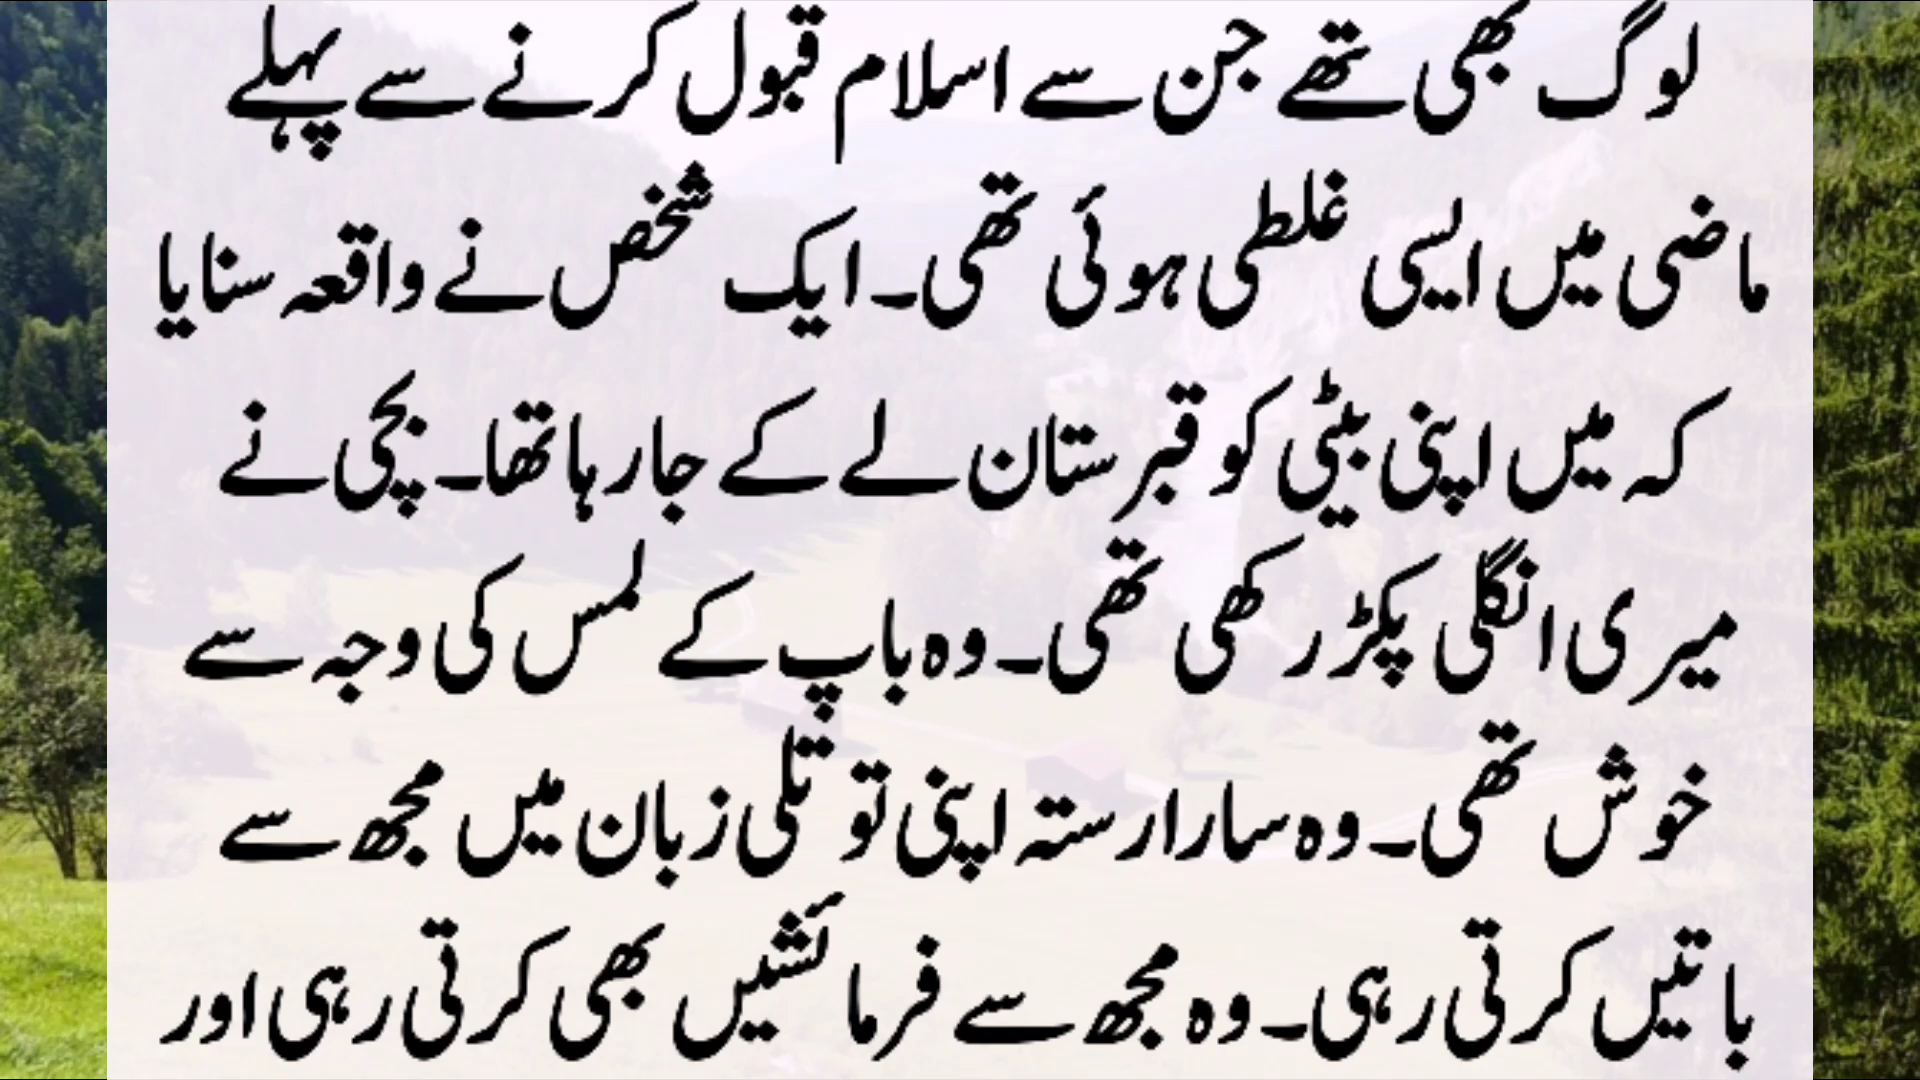 لوگ بھی تھے جن سے اسلام قبول کرنے سے پہلے
ماضی میں ایسی غلطی ہوئی تھی۔ ایک شخص نے واقعہ سنایا
کہ میں اپنی بیٹی کو قبرستان لے کے جا رہا تھا۔ بچی نے
میری انگلی پکڑ رکھی تھی۔ وہ باپ کے لمس کی وجہ سے
خوش تھی۔ وہ سارا رستہ اپنی توتلی زبان میں مجھ سے
باتیں کرتی رہی۔ وہ مجھ سے فرمائشیں بھی کرتی رہی اور